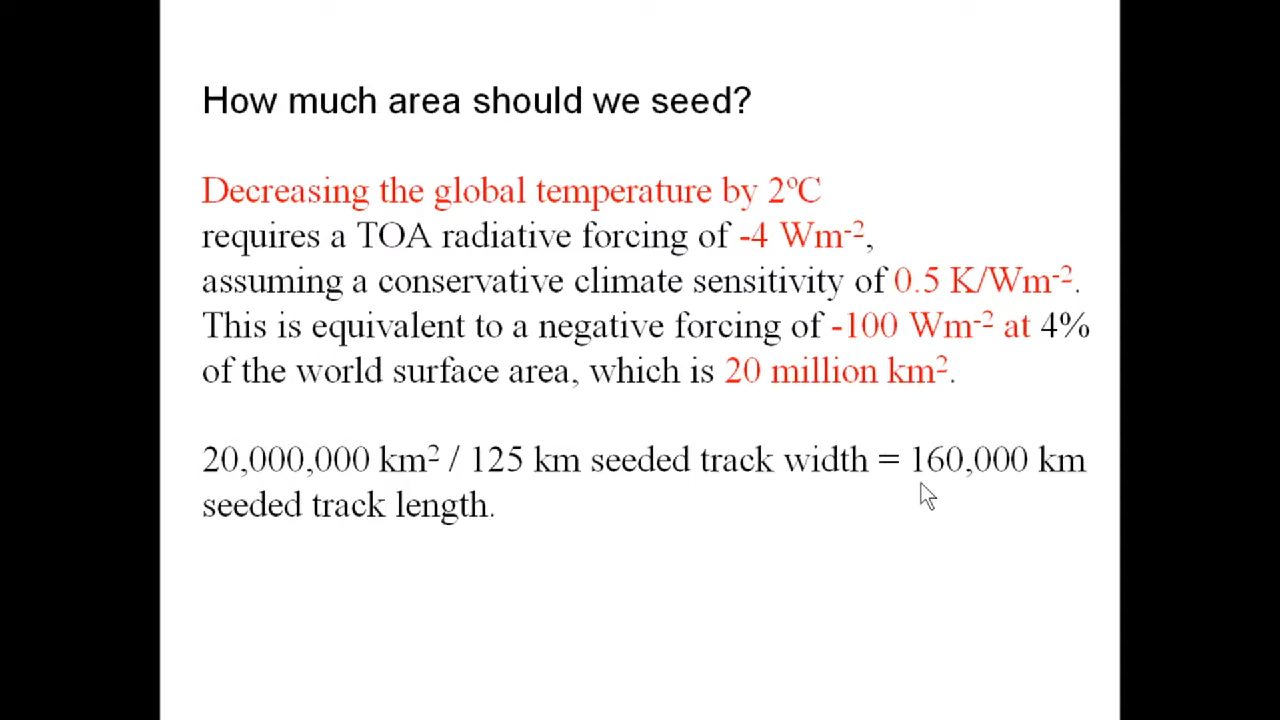 How much area should we seed?
Decreasing the global temperature by 2ºC
requires a TOA radiative forcing of -4 Wm-2,
assuming a conservative climate sensitivity of 0.5 K/Wm-2.
This is equivalent to a negative forcing of -100 Wm-2 at 4%
of the world surface area, which is 20 million km2.
20,000,000 km2 / 125 km seeded track width = 160,000 km
seeded track length.